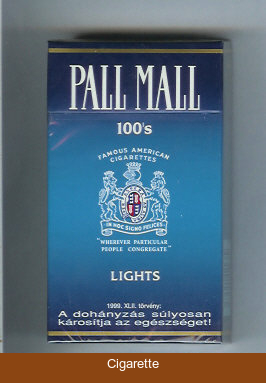 PALL MALL
100's
FAMOUS AMERICAN
CIGARETTES
IN HOC SIGNO VINCES
"WHEREVER PARTICULAR
PEOPLE CONGREGATE"
LIGHTS
1999. XLII. törvény:
A dohányzás súlyosan
károsítja az egészséget!
Cigarette